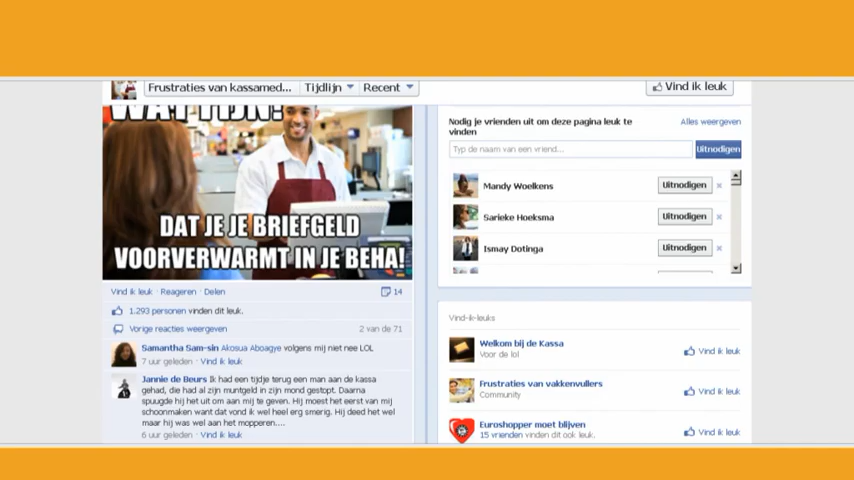 Frustraties van kassamed... Tijdlijn Recent
Vind ik leuk
WAT FIJN!
DAT JE JE BRIEFGELD
VOORVERWARMT IN JE BEHA!
Vind ik leuk · Reageren · Delen
14
1.293 personen vinden dit leuk.
Vorige reacties weergeven
2 van de 71
Samantha Sam-sin Akosua Aboagye volgens mij niet nee LOL
7 uur geleden · Vind ik leuk
Jannie de Beurs Ik had een tijdje terug een man aan de kassa
gehad, die had al zijn muntgeld in zijn mond gestopt. Daarna
spuugde hij het uit om aan mij te geven. Hij moest het eerst van mij
schoonmaken want dat vond ik wel heel erg smerig. Hij deed het wel
maar hij was wel aan het mopperen....
6 uur geleden · Vind ik leuk
Nodig je vrienden uit om deze pagina leuk te
vinden
Alles weergeven
Typ de naam van een vriend...
Uitnodigen
Mandy Woelkens
Uitnodigen
×
Sarieke Hoeksma
Uitnodigen
×
Ismay Dotinga
Uitnodigen
×
Vind-ik-leuks
Welkom bij de Kassa
Voor de lol
Vind ik leuk
Frustraties van vakkenvullers
Community
Vind ik leuk
Euroshopper moet blijven
15 vrienden vinden dit ook leuk.
Vind ik leuk